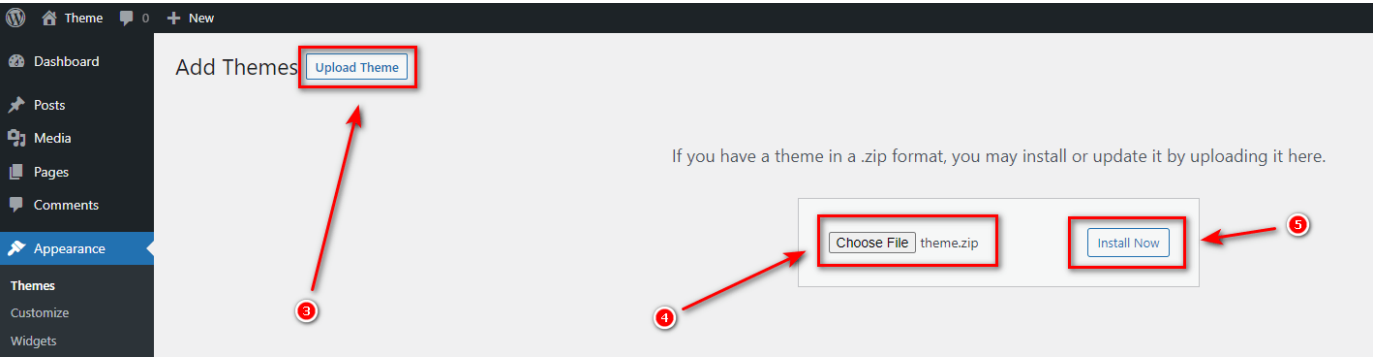 Theme 0 New
Dashboard
Posts
Media
Pages
Comments
Appearance
Themes
Customize
Widgets
Add Themes Upload Theme
If you have a theme in a .zip format, you may install or update it by uploading it here.
Choose File theme.zip Install Now
3
4
5